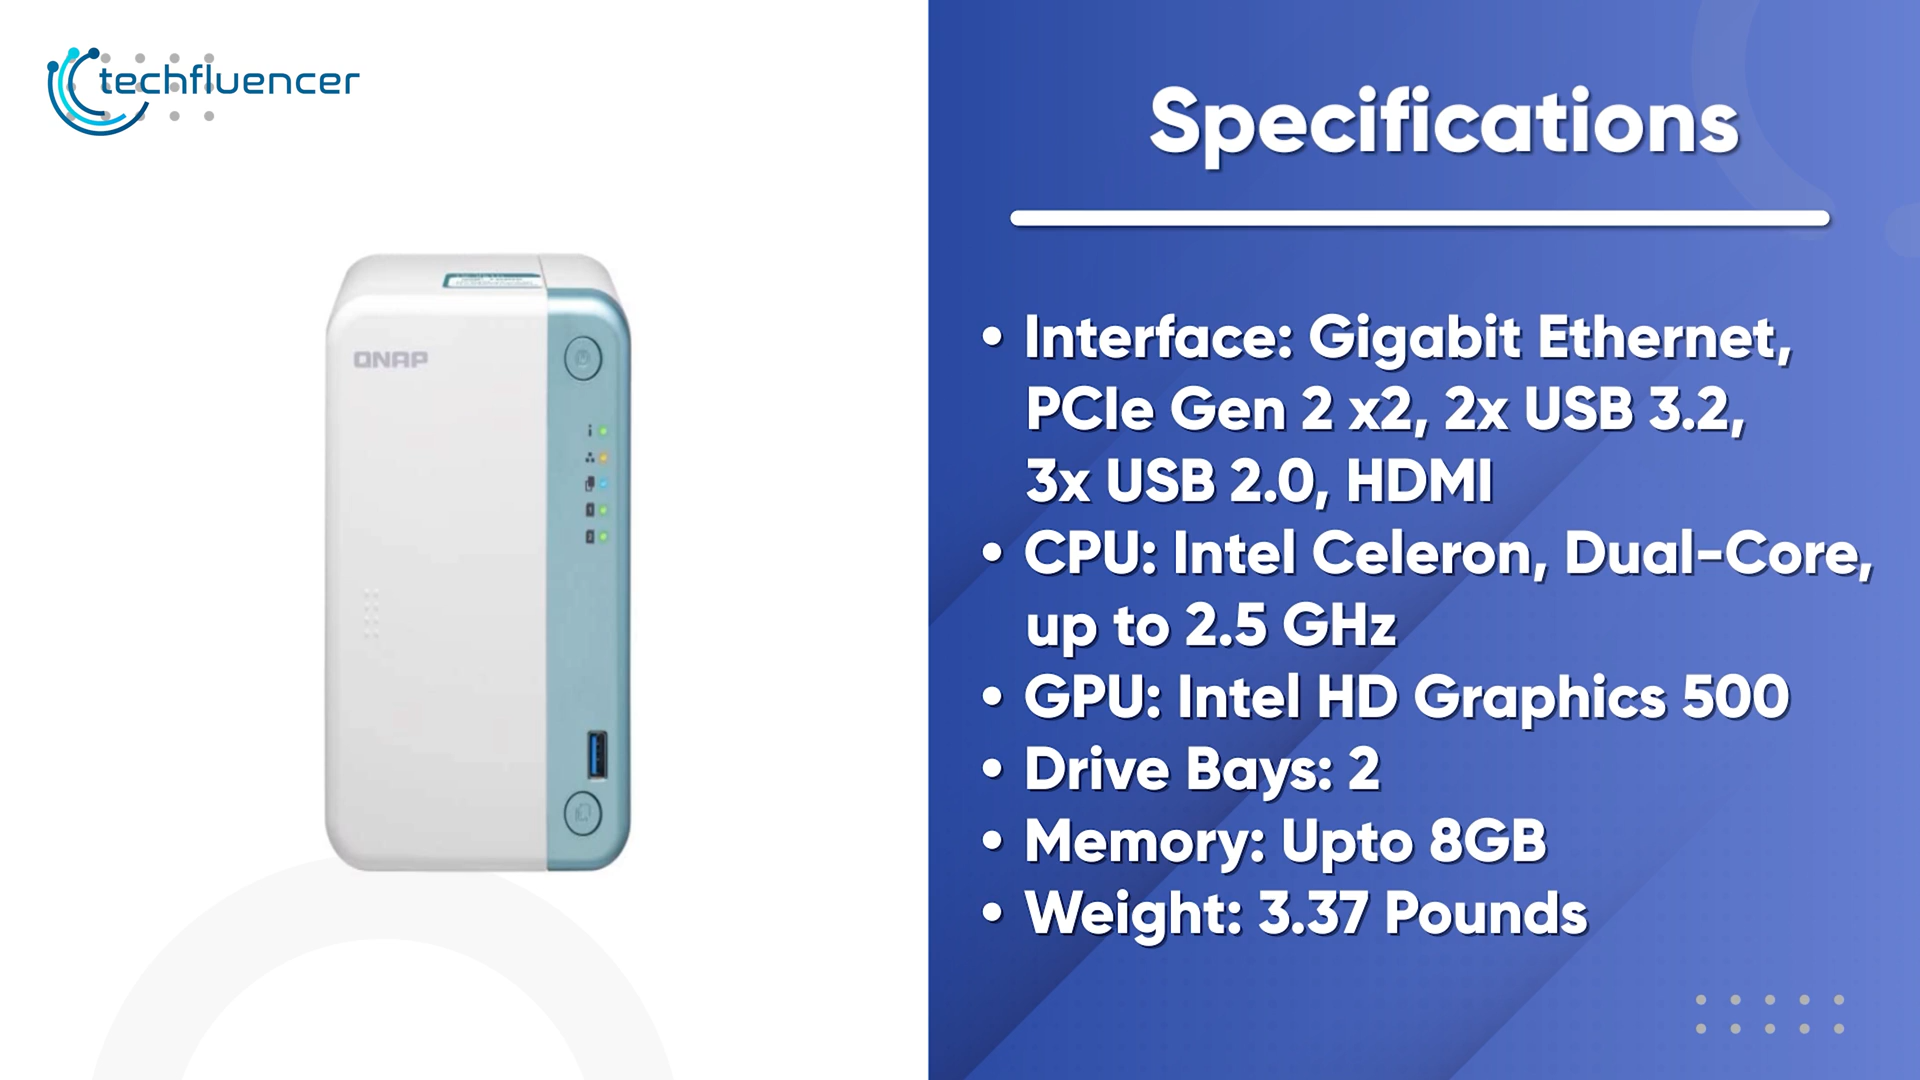 techfluencer
Specifications
QNAP
• Interface: Gigabit Ethernet,
PCIe Gen 2 x2, 2x USB 3.2,
3x USB 2.0, HDMI
• CPU: Intel Celeron, Dual-Core,
up to 2.5 GHz
• GPU: Intel HD Graphics 500
• Drive Bays: 2
• Memory: Upto 8GB
• Weight: 3.37 Pounds